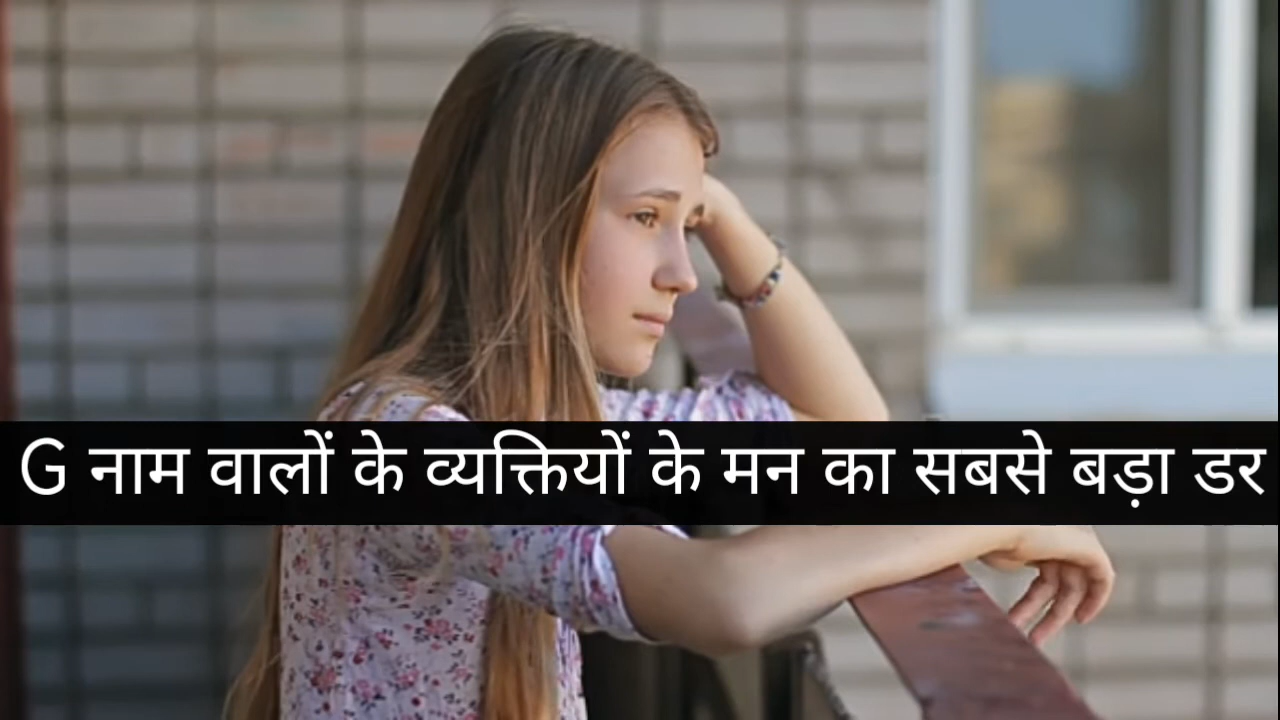 G नाम वालों के व्यक्तियों के मन का सबसे बड़ा डर